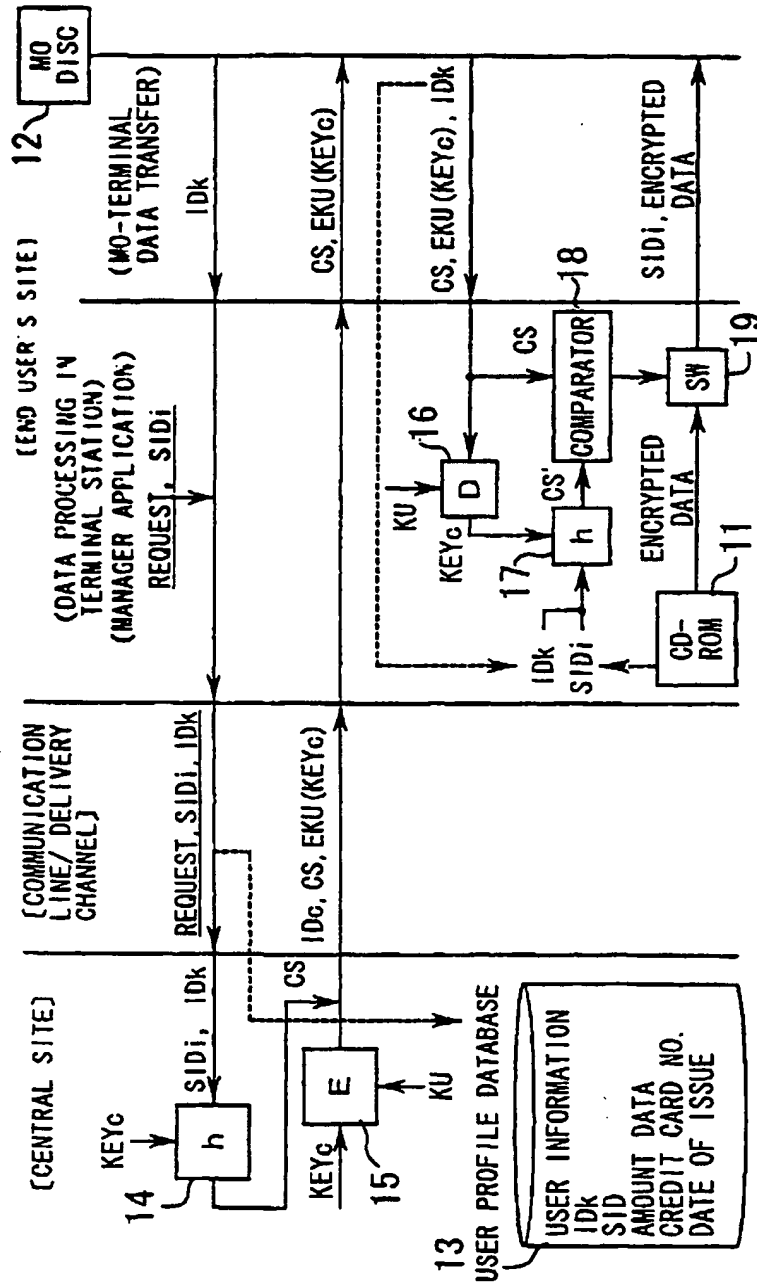 [CENTRAL SITE]
KEYc
h
14
SIDi, IDk
CS
KEYc
E
15
KU
13
USER PROFILE DATABASE
USER INFORMATION
IDk
SID
AMOUNT DATA
CREDIT CARD NO.
DATE OF ISSUE
[COMMUNICATION
LINE/ DELIVERY
CHANNEL]
REQUEST, SIDi, IDk
IDc, CS, EKU(KEYc)
[END USER'S SITE]
(DATA PROCESSING IN
TERMINAL STATION)
(MANAGER APPLICATION)
REQUEST, SIDi
16
KU
D
KEYc
CS
17
h
CS'
COMPARATOR
18
IDk
SIDi
CD-
ROM
11
ENCRYPTED
DATA
SW
19
12
MO
DISC
(MO-TERMINAL
DATA TRANSFER)
IDk
CS, EKU(KEYc)
CS, EKU(KEYc), IDk
SIDi, ENCRYPTED
DATA